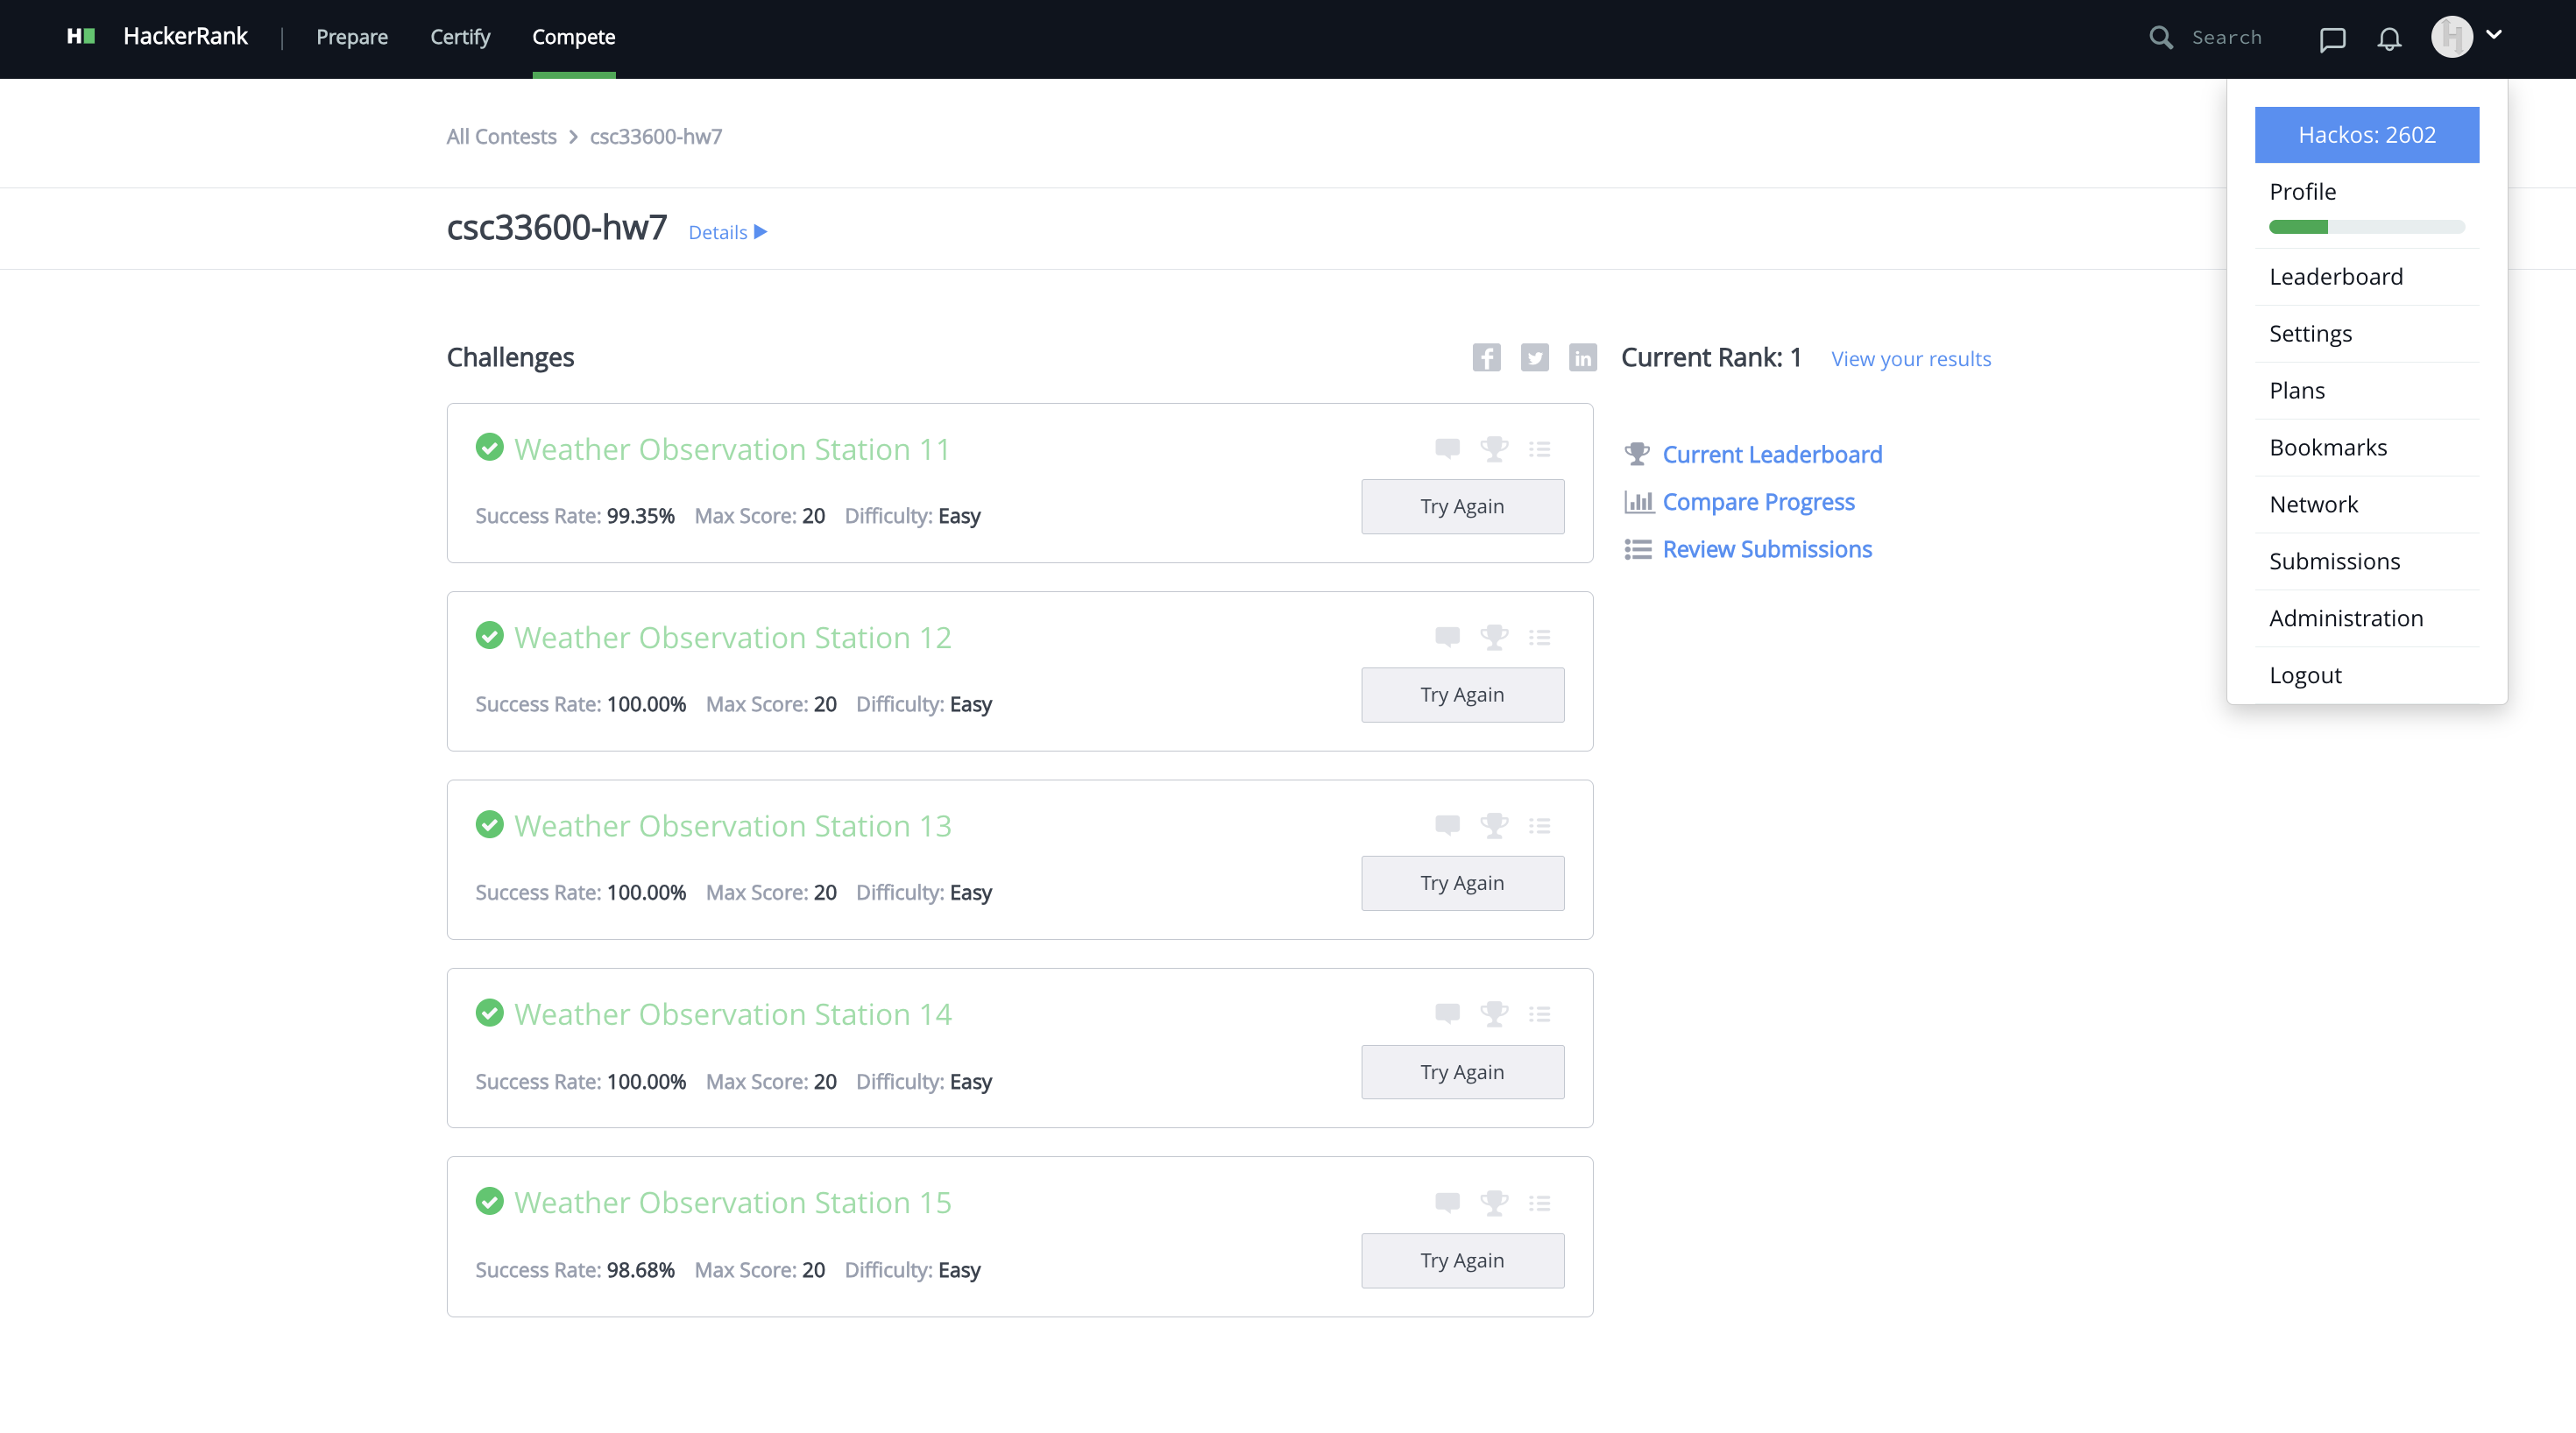 HackerRank | Prepare Certify Compete Search
All Contests > csc33600-hw7
csc33600-hw7 Details ▶
Challenges
Weather Observation Station 11
Success Rate: 99.35% Max Score: 20 Difficulty: Easy
Try Again
Weather Observation Station 12
Success Rate: 100.00% Max Score: 20 Difficulty: Easy
Try Again
Weather Observation Station 13
Success Rate: 100.00% Max Score: 20 Difficulty: Easy
Try Again
Weather Observation Station 14
Success Rate: 100.00% Max Score: 20 Difficulty: Easy
Try Again
Weather Observation Station 15
Success Rate: 98.68% Max Score: 20 Difficulty: Easy
Try Again
Current Rank: 1 View your results
Current Leaderboard
Compare Progress
Review Submissions
Hackos: 2602
Profile
Leaderboard
Settings
Plans
Bookmarks
Network
Submissions
Administration
Logout